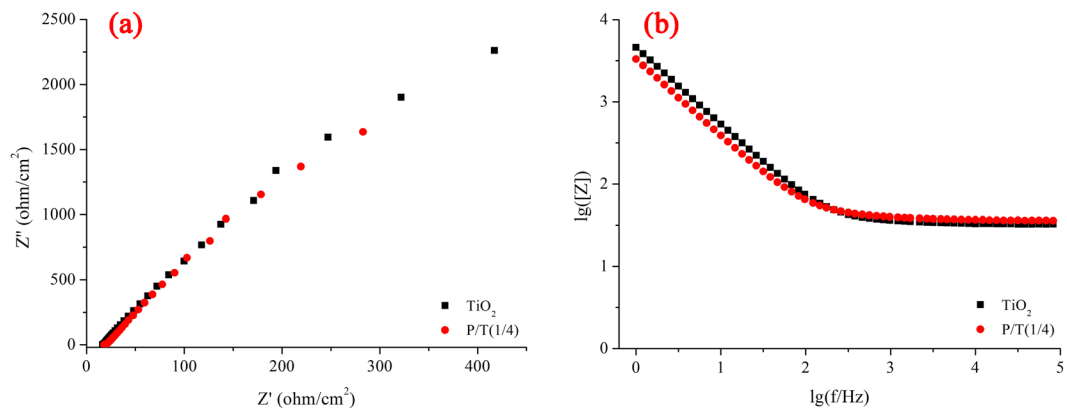 (a)
2500
2000
1500
1000
500
0
0
100
200
300
400
Z'' (ohm/cm²)
Z' (ohm/cm²)
TiO₂
P/T(1/4)
(b)
4
3
2
1
0
0
1
2
3
4
5
lg([Z])
lg(f/Hz)
TiO₂
P/T(1/4)